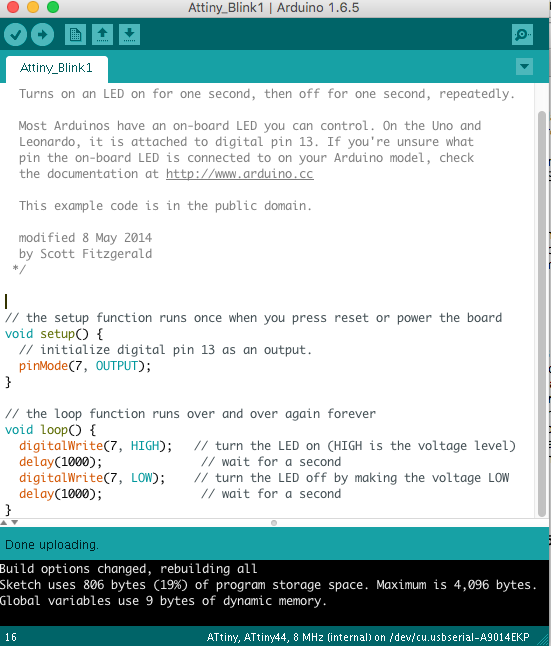 Attiny_Blink1 | Arduino 1.6.5
Attiny_Blink1
Turns on an LED on for one second, then off for one second, repeatedly.
Most Arduinos have an on-board LED you can control. On the Uno and
Leonardo, it is attached to digital pin 13. If you're unsure what
pin the on-board LED is connected to on your Arduino model, check
the documentation at http://www.arduino.cc
This example code is in the public domain.
modified 8 May 2014
by Scott Fitzgerald
*/
// the setup function runs once when you press reset or power the board
void setup() {
// initialize digital pin 13 as an output.
pinMode(7, OUTPUT);
}
// the loop function runs over and over again forever
void loop() {
digitalWrite(7, HIGH);   // turn the LED on (HIGH is the voltage level)
delay(1000);              // wait for a second
digitalWrite(7, LOW);    // turn the LED off by making the voltage LOW
delay(1000);              // wait for a second
}
Done uploading.
Build options changed, rebuilding all
Sketch uses 806 bytes (19%) of program storage space. Maximum is 4,096 bytes.
Global variables use 9 bytes of dynamic memory.
16 ATtiny, ATtiny44, 8 MHz (internal) on /dev/cu.usbserial-A9014EKP